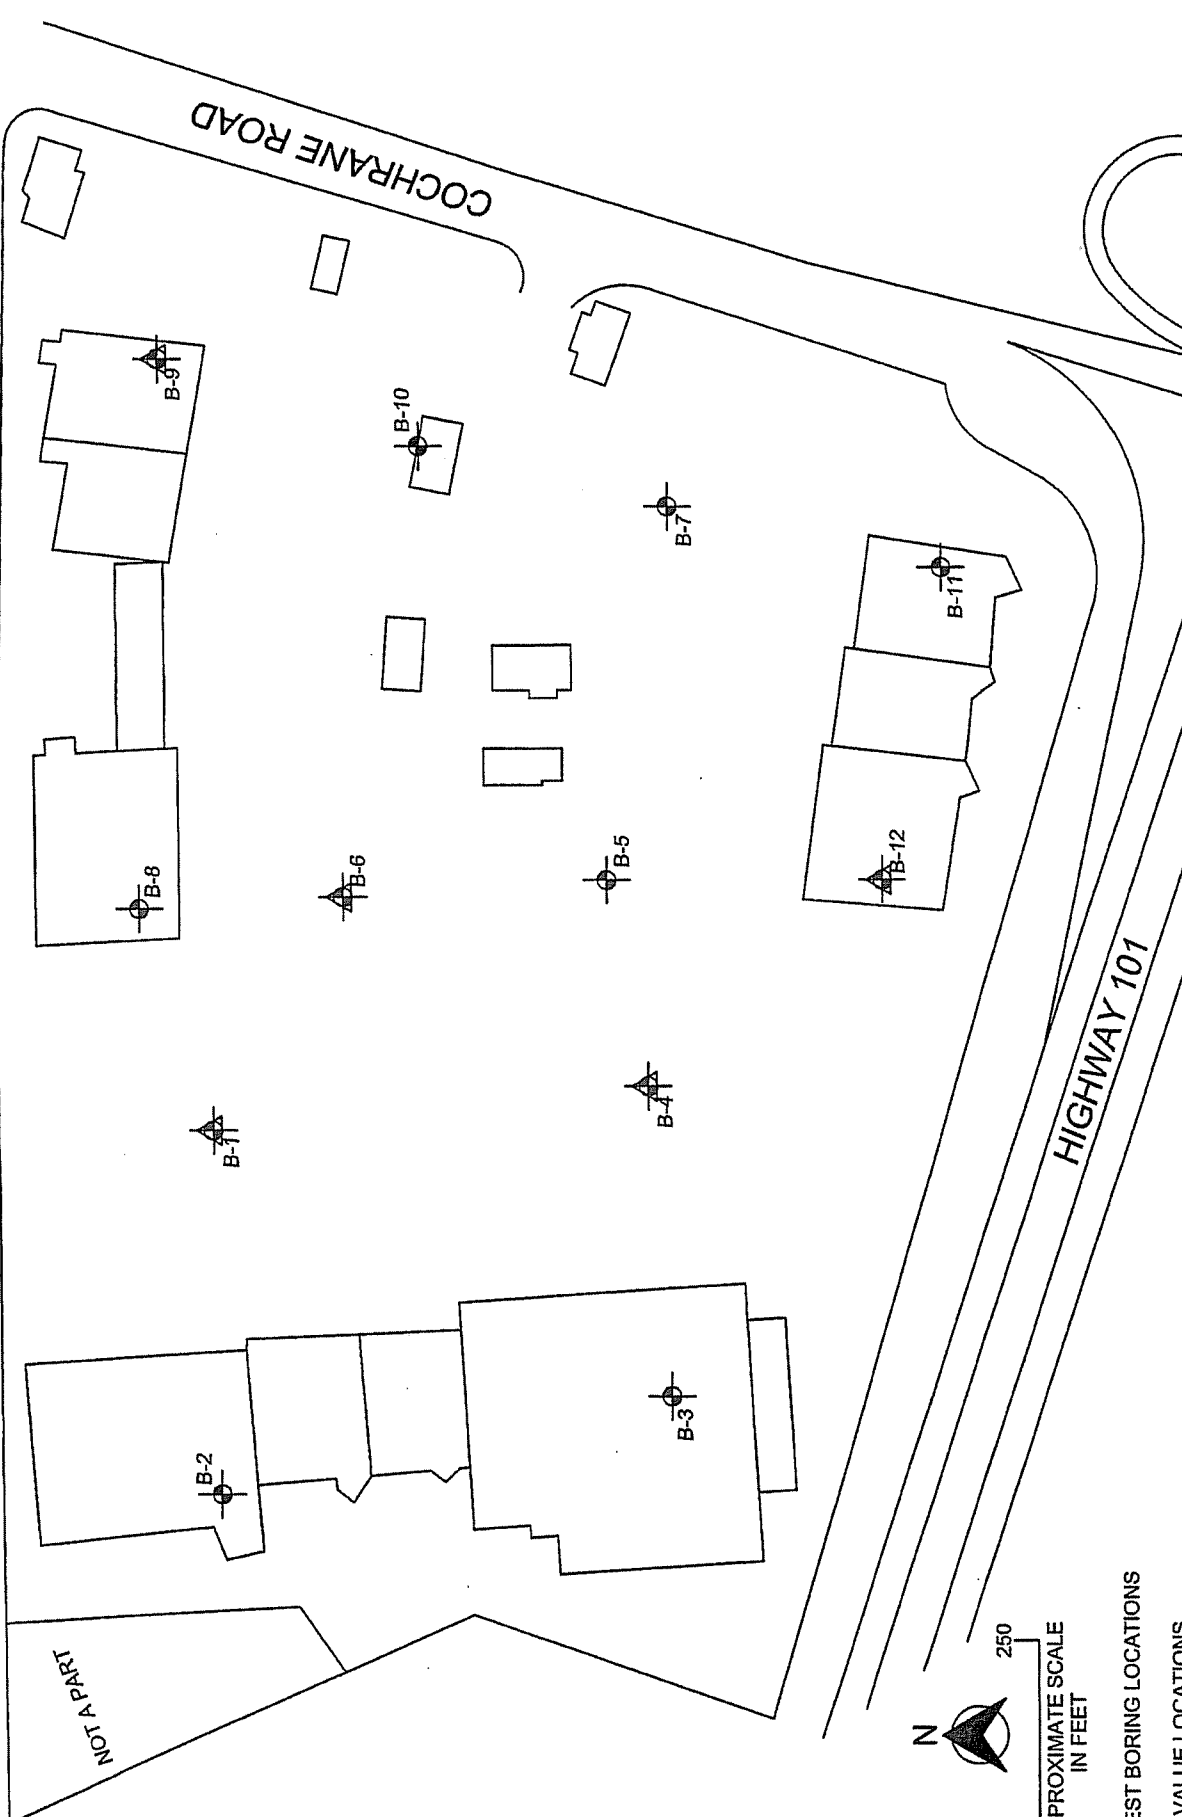 COCHRANE ROAD
B-9
B-10
B-7
B-11
B-8
B-6
B-5
B-12
B-1
B-4
HIGHWAY 101
B-2
B-3
NOT A PART
N
250
PROXIMATE SCALE
IN FEET
EST BORING LOCATIONS
VALUE LOCATIONS